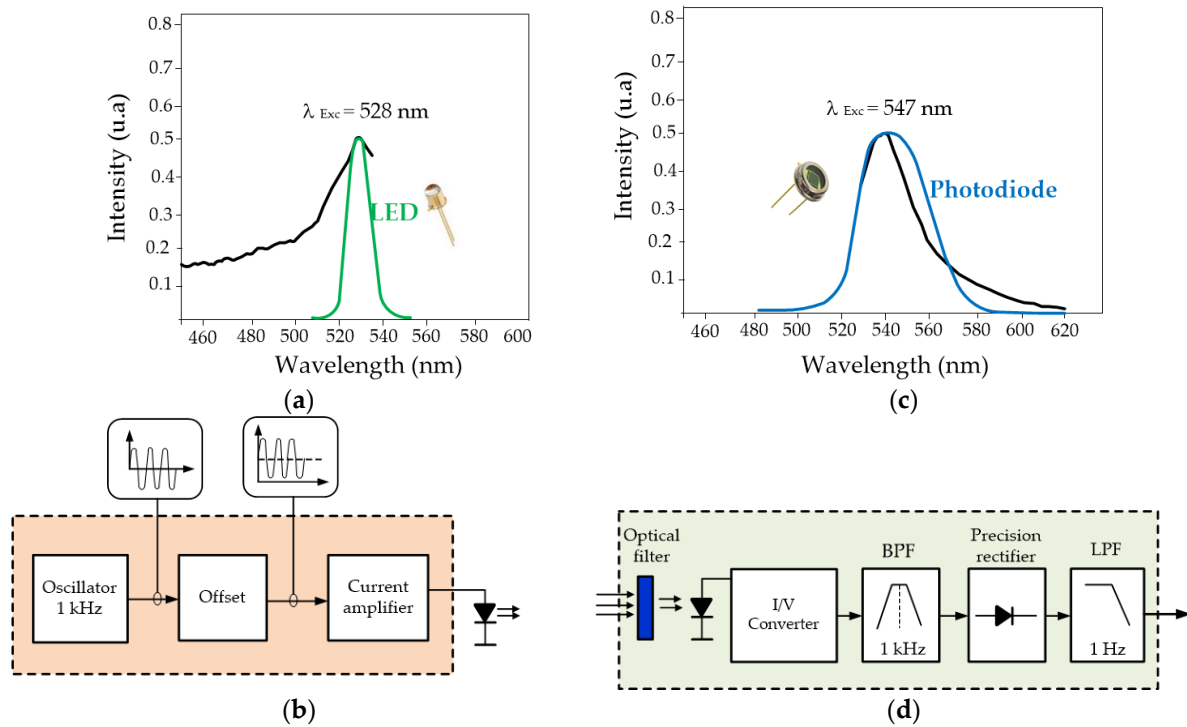 0.8
0.7
0.6
0.5
0.4
0.3
0.2
0.1
Intensity (u.a)
λ Exc = 528 nm
LED
460 480 500 520 540 560 580 600
Wavelength (nm)
(a)
0.8
0.7
0.6
0.5
0.4
0.3
0.2
0.1
Intensity (u.a)
λ Exc = 547 nm
Photodiode
460 480 500 520 540 560 580 600 620
Wavelength (nm)
(c)
Oscillator
1 kHz
Offset
Current
amplifier
(b)
Optical
filter
I/V
Converter
BPF
1 kHz
Precision
rectifier
LPF
1 Hz
(d)